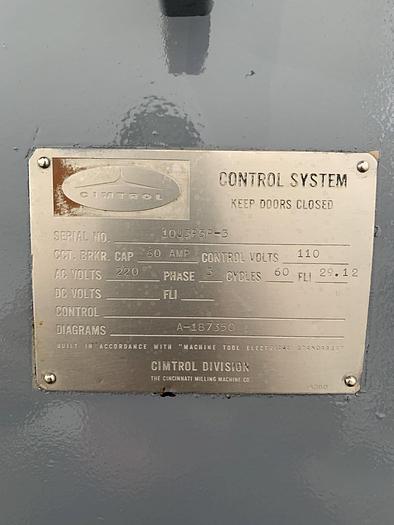 CIMTROL
CONTROL SYSTEM
KEEP DOORS CLOSED
SERIAL NO.
CCT. BRKR. CAP 60 AMP CONTROL VOLTS 110
AC VOLTS 220 PHASE 3 CYCLES 60 FLI 29.12
DC VOLTS FLI
CONTROL
DIAGRAMS A-187350
BUILT IN ACCORDANCE WITH "MACHINE TOOL ELECTRICAL STANDARDS"
CIMTROL DIVISION
THE CINCINNATI MILLING MACHINE CO.